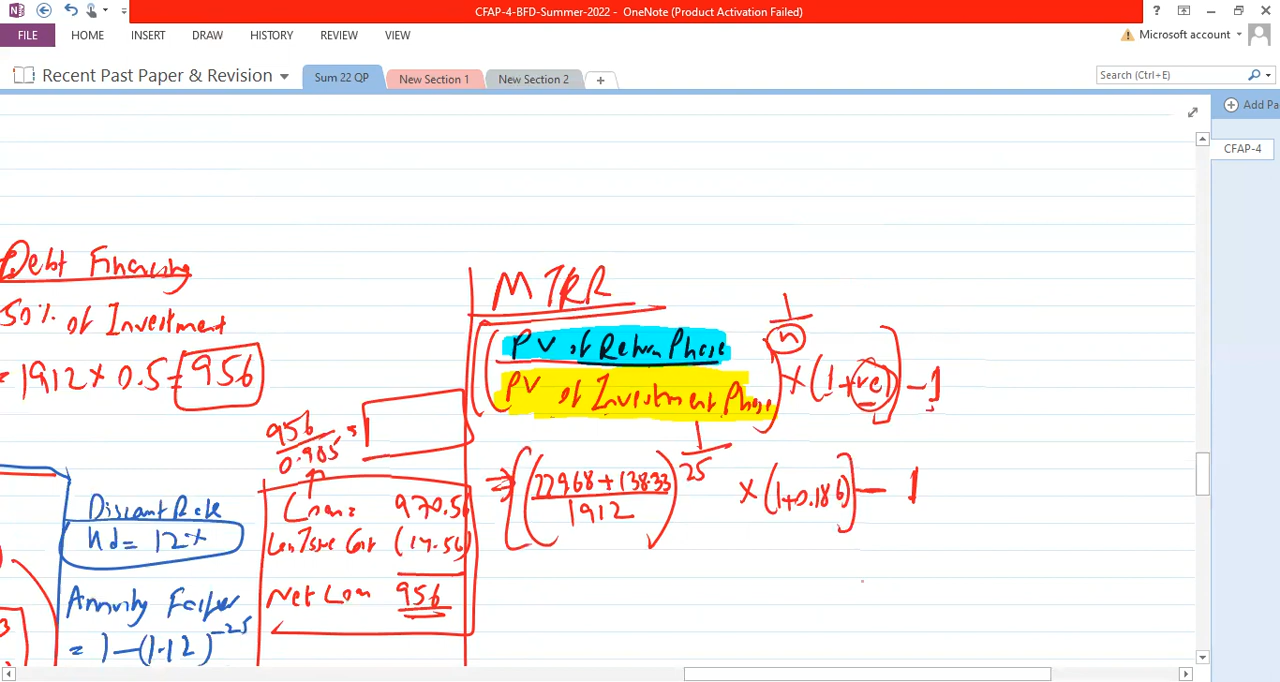 CFAP-4-BFD-Summer-2022 - OneNote (Product Activation Failed)
FILE HOME INSERT DRAW HISTORY REVIEW VIEW
Microsoft account
Recent Past Paper & Revision
Sum 22 QP New Section 1 New Section 2 +
Search (Ctrl+E)
Add Pa
CFAP-4
Debt Financing
50% of Investment
= 1912 × 0.5 = 956
956
0.985 =
Discount Rate
kd = 12%
Annuity Factor
= 1 - (1.12)^-25
Loan 970.56
Cost (14.56)
Net Loan 956
MIRR
[(PV of Return Phase / PV of Investment Phase)^1/n × (1+re)] - 1
⇒ [((2296.8 + 138.33) / 1912)^1/25 × (1+0.186)] - 1